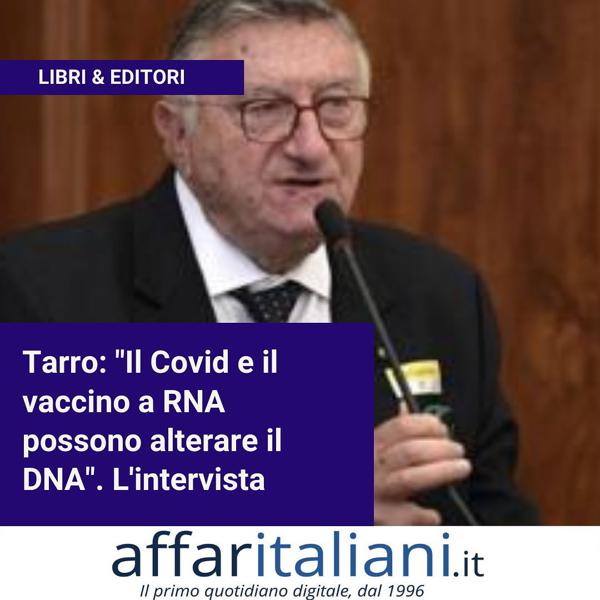 LIBRI & EDITORI
Tarro: "Il Covid e il
vaccino a RNA
possono alterare il
DNA". L'intervista
affaritaliani.it
Il primo quotidiano digitale, dal 1996